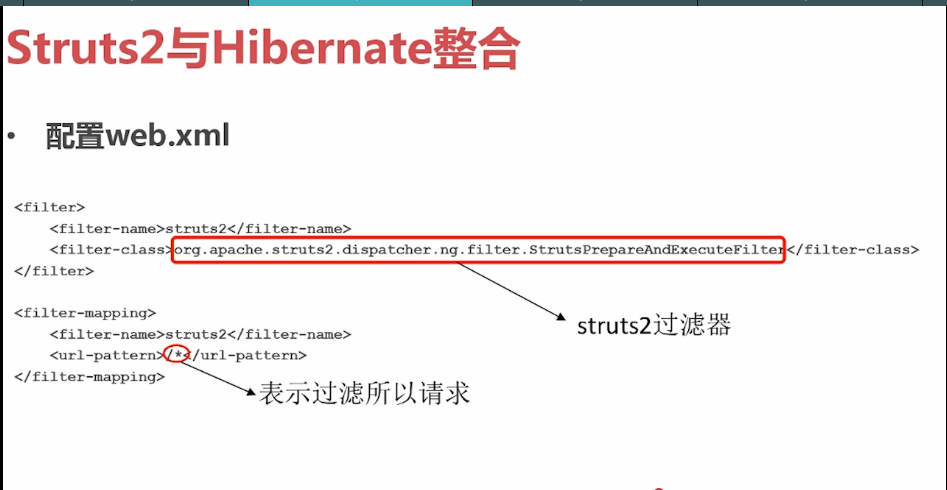 Struts2与Hibernate整合
• 配置web.xml
<filter>
<filter-name>struts2</filter-name>
<filter-class>org.apache.struts2.dispatcher.ng.filter.StrutsPrepareAndExecuteFilter</filter-class>
</filter>
struts2过滤器
<filter-mapping>
<filter-name>struts2</filter-name>
<url-pattern>/*</url-pattern>
</filter-mapping>
表示过滤所以请求